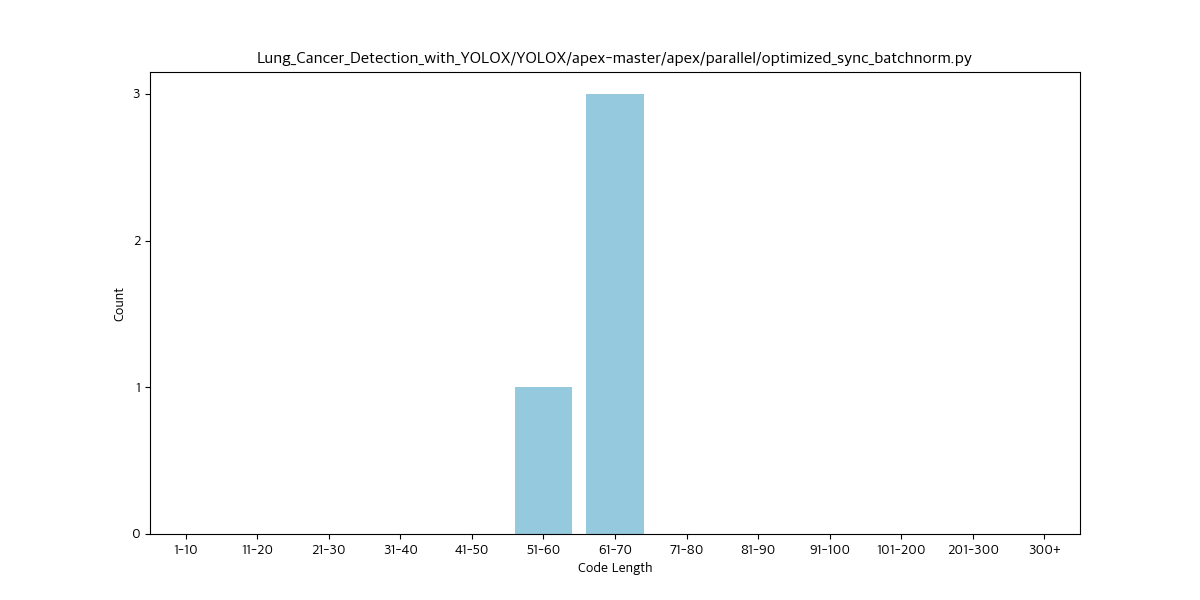 Lung_Cancer_Detection_with_YOLOX/YOLOX/apex-master/apex/parallel/optimized_sync_batchnorm.py
3
2
1
0
Count
1-10 11-20 21-30 31-40 41-50 51-60 61-70 71-80 81-90 91-100 101-200 201-300 300+
Code Length